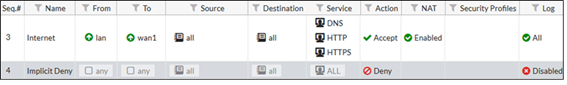 Seq.# Name From To Source Destination Service Action NAT Security Profiles Log
DNS
3 Internet lan wan1 all all HTTP Accept Enabled All
HTTPS
4 Implicit Deny any any all all ALL Deny Disabled